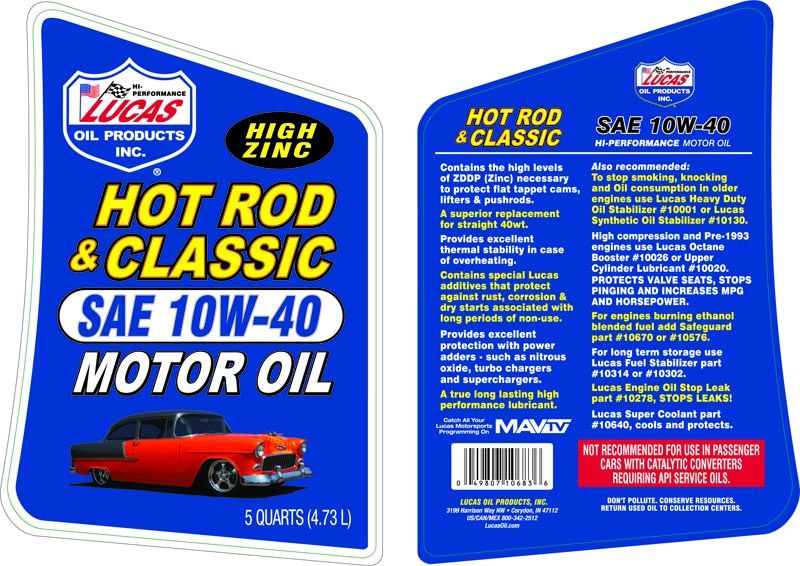 HI-
PERFORMANCE
LUCAS
OIL PRODUCTS
INC.
®
HIGH
ZINC
HOT ROD
& CLASSIC
SAE 10W-40
MOTOR OIL
5 QUARTS (4.73 L)
HI-
PERFORMANCE
LUCAS
OIL PRODUCTS
INC.
HOT ROD
& CLASSIC
SAE 10W-40
HI-PERFORMANCE MOTOR OIL
Contains the high levels
of ZDDP (Zinc) necessary
to protect flat tappet cams,
lifters & pushrods.
A superior replacement
for straight 40wt.
Provides excellent
thermal stability in case
of overheating.
Contains special Lucas
additives that protect
against rust, corrosion &
dry starts associated with
long periods of non-use.
Provides excellent
protection with power
adders - such as nitrous
oxide, turbo chargers
and superchargers.
A true long lasting high
performance lubricant.
Catch All Your
Lucas Motorsports
Programming On
MAVTV
0 49807 10683 6
LUCAS OIL PRODUCTS, INC.
3199 Harrison Way NW • Corydon, IN 47112
US/CAN/MEX 800-342-2512
LucasOil.com
Also recommended:
To stop smoking, knocking
and Oil consumption in older
engines use Lucas Heavy Duty
Oil Stabilizer #10001 or Lucas
Synthetic Oil Stabilizer #10130.
High compression and Pre-1993
engines use Lucas Octane
Booster #10026 or Upper
Cylinder Lubricant #10020.
PROTECTS VALVE SEATS, STOPS
PINGING AND INCREASES MPG
AND HORSEPOWER.
For engines burning ethanol
blended fuel add Safeguard
part #10670 or #10576.
For long term storage use
Lucas Fuel Stabilizer part
#10314 or #10302.
Lucas Engine Oil Stop Leak
part #10278, STOPS LEAKS!
Lucas Super Coolant part
#10640, cools and protects.
NOT RECOMMENDED FOR USE IN PASSENGER
CARS WITH CATALYTIC CONVERTERS
REQUIRING API SERVICE OILS.
DON'T POLLUTE. CONSERVE RESOURCES.
RETURN USED OIL TO COLLECTION CENTERS.